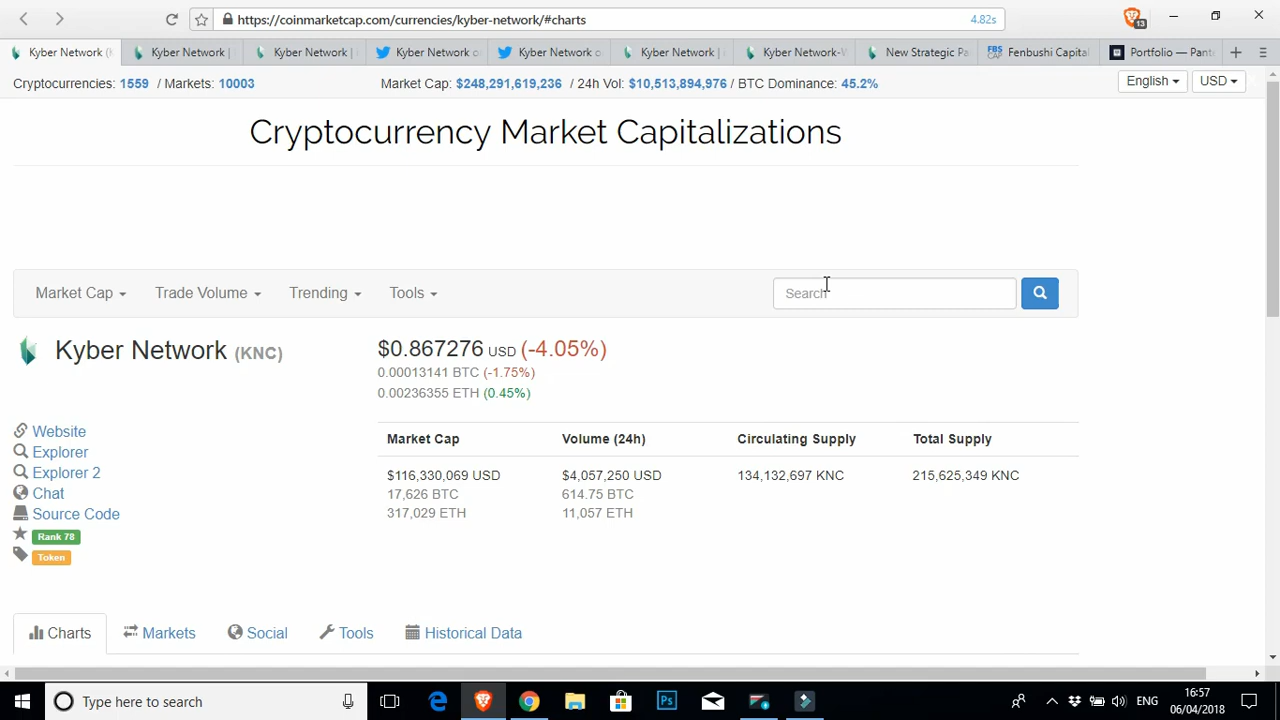 https://coinmarketcap.com/currencies/kyber-network/#charts
4.82s
13
Kyber Network (
Kyber Network |
Kyber Network |
Kyber Network o
Kyber Network o
Kyber Network |
Kyber Network-
New Strategic Pa
FBS CAP
Fenbushi Capital
Portfolio — Pant
Cryptocurrencies: 1559 / Markets: 10003
Market Cap: $248,291,619,236 / 24h Vol: $10,513,894,976 / BTC Dominance: 45.2%
English
USD
Cryptocurrency Market Capitalizations
Market Cap
Trade Volume
Trending
Tools
Search
Kyber Network (KNC)
$0.867276 USD (-4.05%)
0.00013141 BTC (-1.75%)
0.00236355 ETH (0.45%)
Website
Explorer
Explorer 2
Chat
Source Code
Rank 78
Token
Market Cap
Volume (24h)
Circulating Supply
Total Supply
$116,330,069 USD
$4,057,250 USD
134,132,697 KNC
215,625,349 KNC
17,626 BTC
614.75 BTC
317,029 ETH
11,057 ETH
Charts
Markets
Social
Tools
Historical Data
Type here to search
Ps
ENG
16:57
06/04/2018